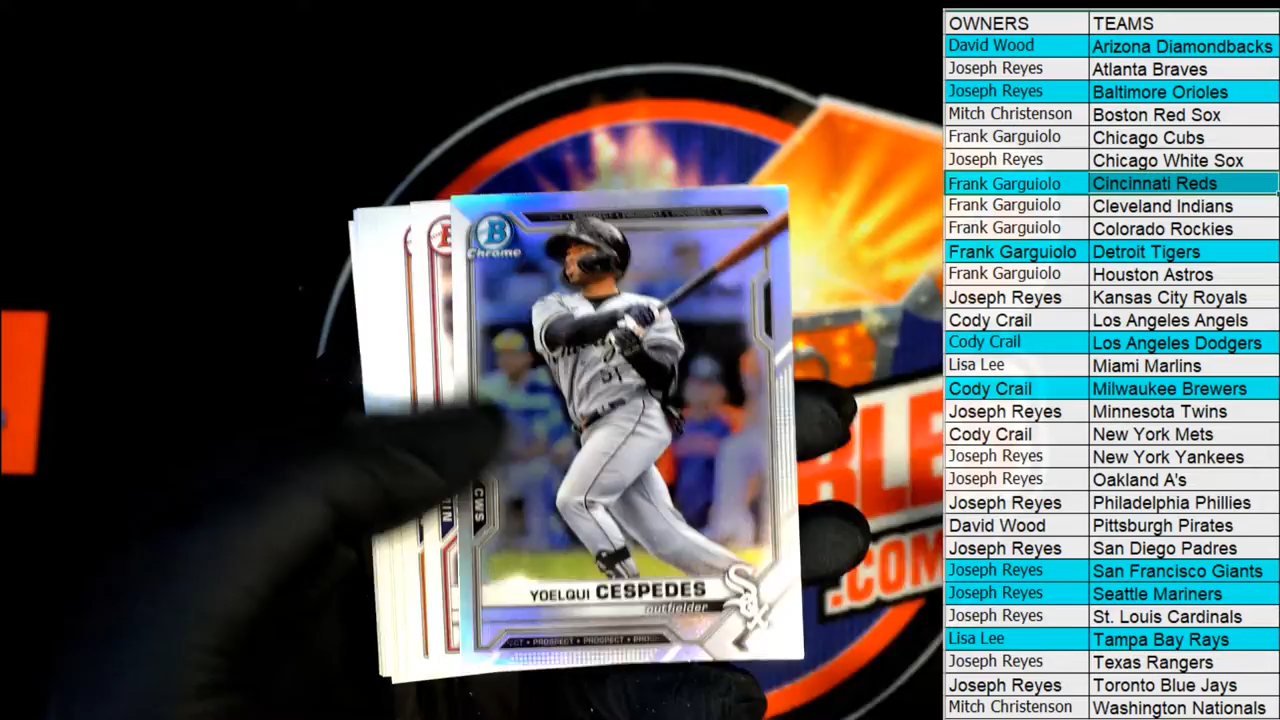 OWNERS TEAMS
David Wood Arizona Diamondbacks
Joseph Reyes Atlanta Braves
Joseph Reyes Baltimore Orioles
Mitch Christenson Boston Red Sox
Frank Garguiolo Chicago Cubs
Joseph Reyes Chicago White Sox
Frank Garguiolo Cincinnati Reds
Frank Garguiolo Cleveland Indians
Frank Garguiolo Colorado Rockies
Frank Garguiolo Detroit Tigers
Frank Garguiolo Houston Astros
Joseph Reyes Kansas City Royals
Cody Crail Los Angeles Angels
Cody Crail Los Angeles Dodgers
Lisa Lee Miami Marlins
Cody Crail Milwaukee Brewers
Joseph Reyes Minnesota Twins
Cody Crail New York Mets
Joseph Reyes New York Yankees
Joseph Reyes Oakland A's
Joseph Reyes Philadelphia Phillies
David Wood Pittsburgh Pirates
Joseph Reyes San Diego Padres
Joseph Reyes San Francisco Giants
Joseph Reyes Seattle Mariners
Joseph Reyes St. Louis Cardinals
Lisa Lee Tampa Bay Rays
Joseph Reyes Texas Rangers
Joseph Reyes Toronto Blue Jays
Mitch Christenson Washington Nationals
B
Chrome
51
CWS
YOELQUI CESPEDES
outfielder
Sox
PROSPECT • PROSPECT
BLE
.COM